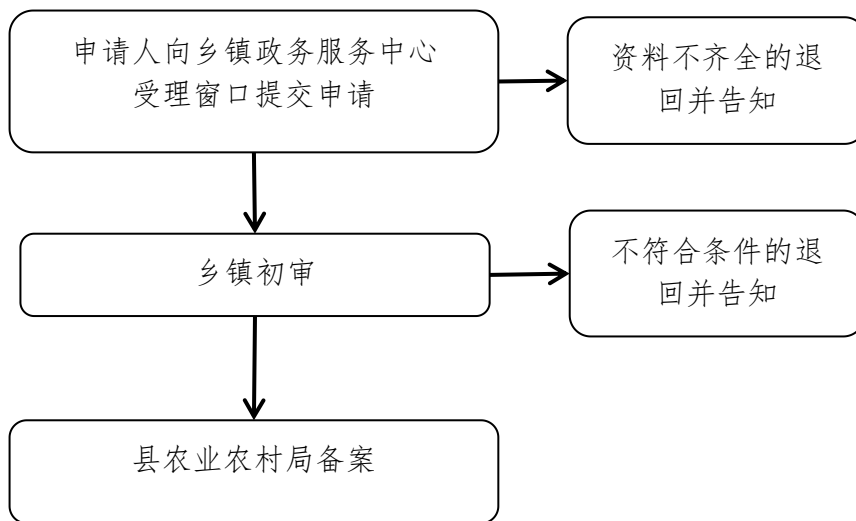 申请人向乡镇政务服务中心
受理窗口提交申请
资料不齐全的退
回并告知
乡镇初审
不符合条件的退
回并告知
县农业农村局备案